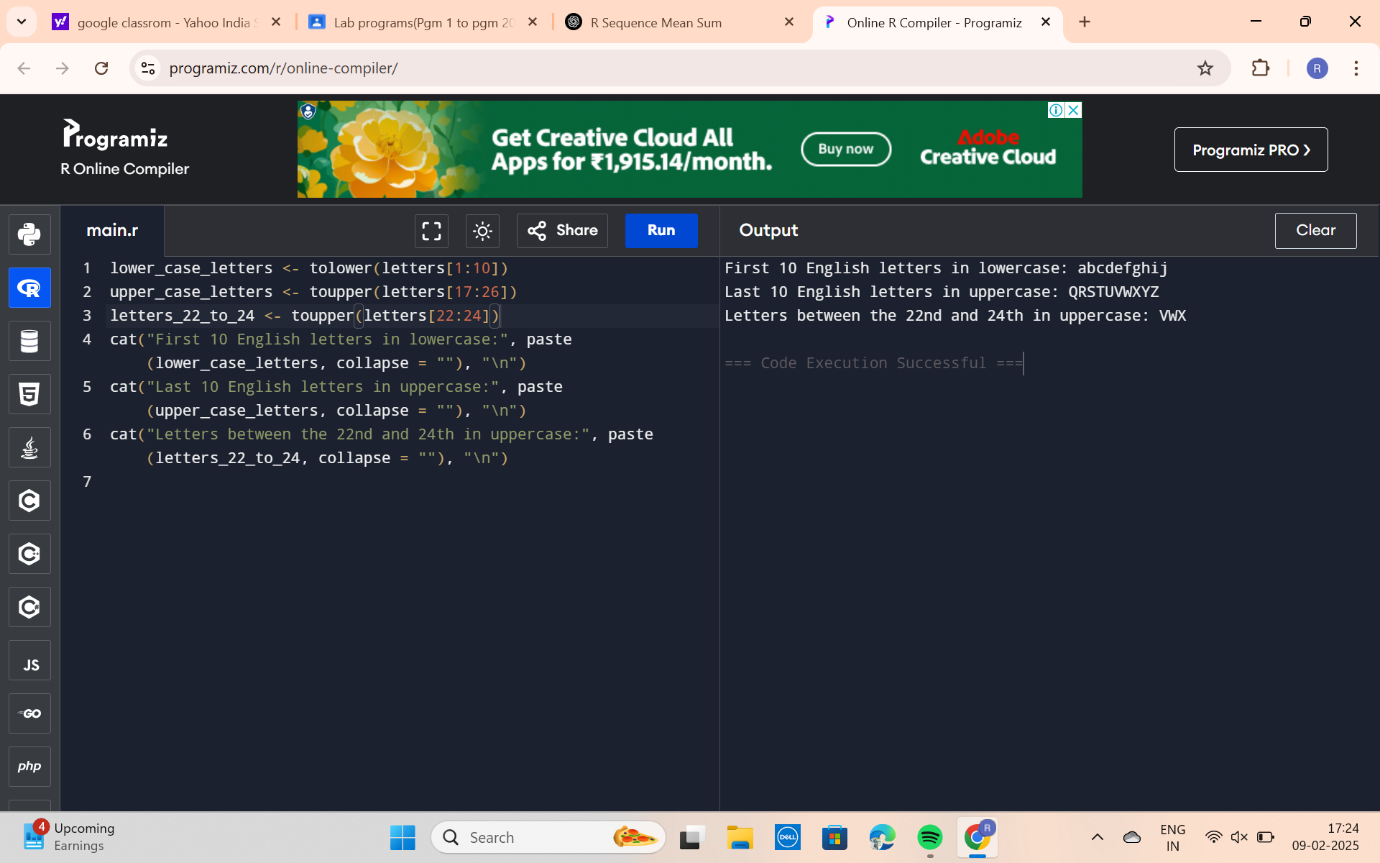 google classrom - Yahoo India S
Lab programs(Pgm 1 to pgm 20
R Sequence Mean Sum
Online R Compiler - Programiz
programiz.com/r/online-compiler/
R
Programiz
R Online Compiler
Get Creative Cloud All
Apps for ₹1,915.14/month.
Buy now
Adobe
Creative Cloud
Programiz PRO
main.r
Share
Run
Output
Clear
1 lower_case_letters <- tolower(letters[1:10])
2 upper_case_letters <- toupper(letters[17:26])
3 letters_22_to_24 <- toupper(letters[22:24])
4 cat("First 10 English letters in lowercase:", paste
(lower_case_letters, collapse = ""), "\n")
5 cat("Last 10 English letters in uppercase:", paste
(upper_case_letters, collapse = ""), "\n")
6 cat("Letters between the 22nd and 24th in uppercase:", paste
(letters_22_to_24, collapse = ""), "\n")
7
First 10 English letters in lowercase: abcdefghij
Last 10 English letters in uppercase: QRSTUVWXYZ
Letters between the 22nd and 24th in uppercase: VWX
=== Code Execution Successful ===
JS
GO
php
4
Upcoming
Earnings
Search
DELL
R
ENG
IN
17:24
09-02-2025